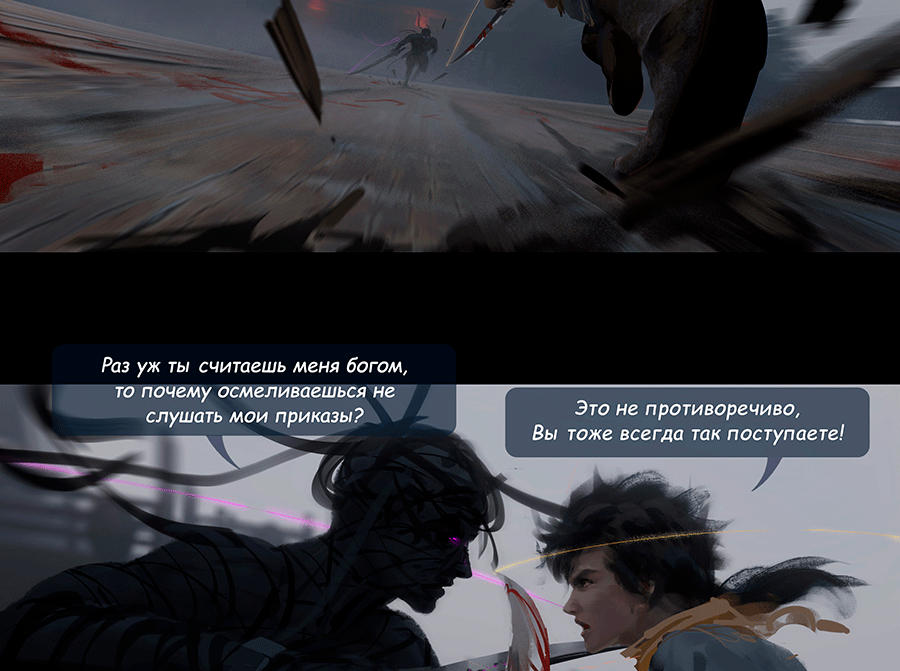 Раз уж ты считаешь меня богом,
то почему осмеливаешься не
слушать мои приказы?
Это не противоречиво,
Вы тоже всегда так поступаете!